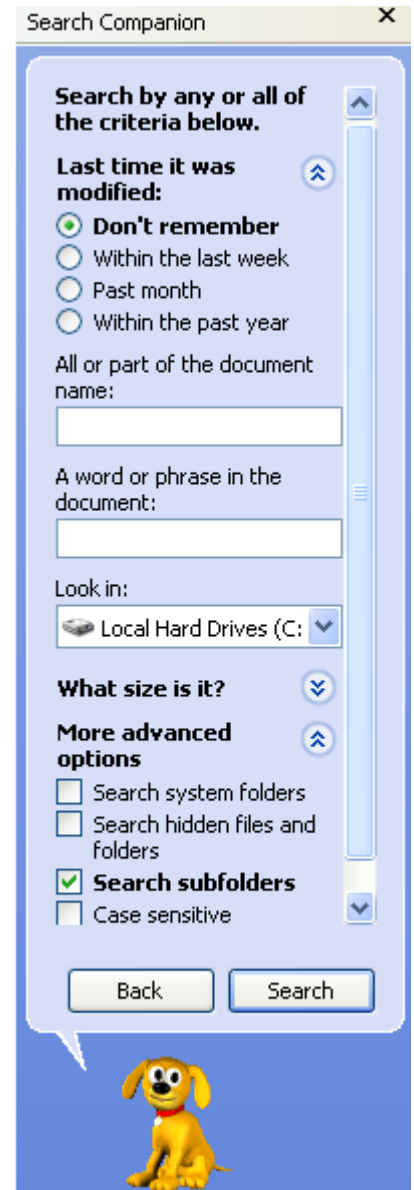 Search Companion
Search by any or all of
the criteria below.
Last time it was
modified:
Don't remember
Within the last week
Past month
Within the past year
All or part of the document
name:
A word or phrase in the
document:
Look in:
Local Hard Drives (C:
What size is it?
More advanced
options
Search system folders
Search hidden files and
folders
Search subfolders
Case sensitive
Back
Search